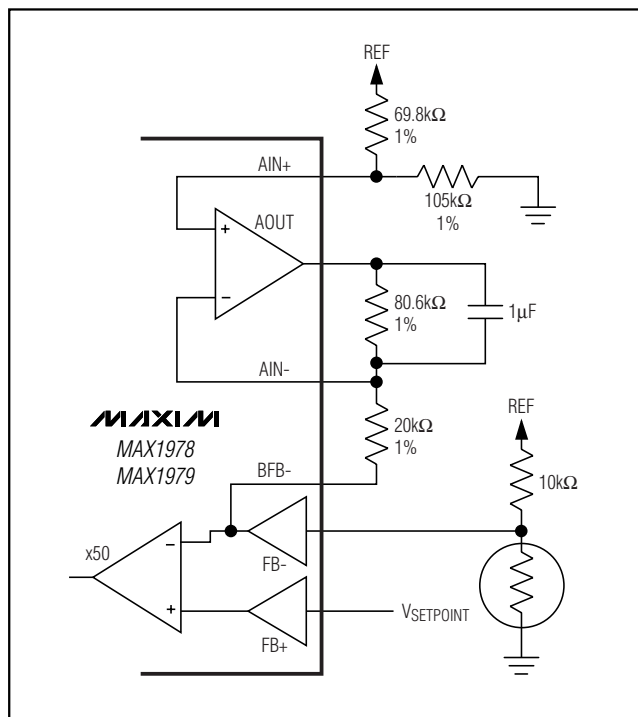 REF
69.8kΩ
1%
AIN+
105kΩ
1%
AOUT
+
−
80.6kΩ
1%
1µF
AIN-
MAXIM
MAX1978
MAX1979
20kΩ
1%
REF
BFB-
10kΩ
x50
−
FB-
+
VSETPOINT
FB+